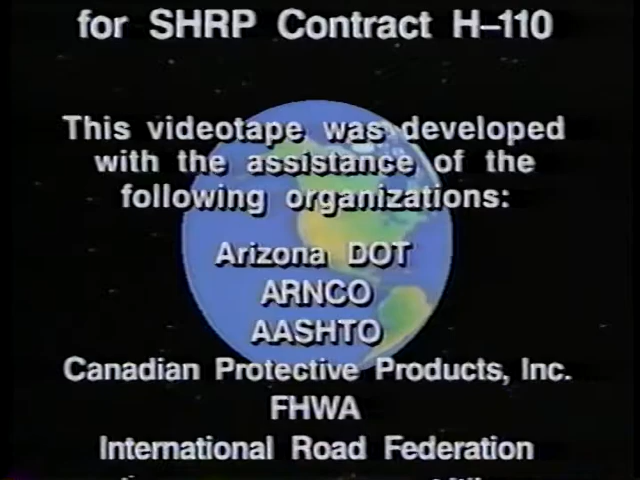 for SHRP Contract H–110
This videotape was developed
with the assistance of the
following organizations:
Arizona DOT
ARNCO
AASHTO
Canadian Protective Products, Inc.
FHWA
International Road Federation